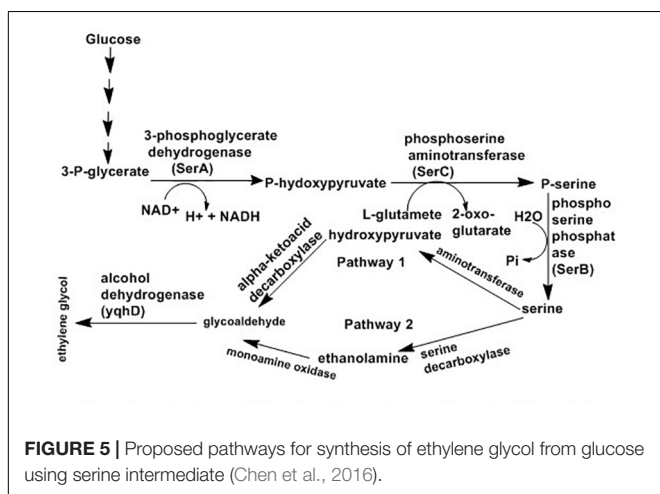 Glucose
3-phosphoglycerate
dehydrogenase
(SerA)
phosphoserine
aminotransferase
(SerC)
3-P-glycerate
P-hydoxypyruvate
P-serine
NAD+
H+ + NADH
L-glutamete
2-oxo-
glutarate
H2O
phospho
serine
phosphat
ase
(SerB)
Pi
hydroxypyruvate
alpha-ketoacid
decarboxylase
Pathway 1
aminotransferase
serine
alcohol
dehydrogenase
(yqhD)
ethylene glycol
glycoaldehyde
Pathway 2
monoamine oxidase
ethanolamine
serine
decarboxylase
FIGURE 5 | Proposed pathways for synthesis of ethylene glycol from glucose
using serine intermediate (Chen et al., 2016).